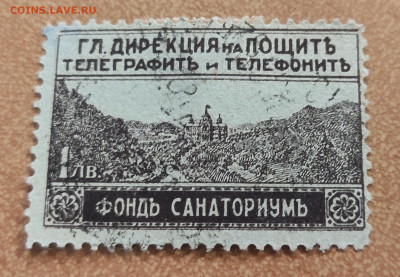 COINS.LAVE.RU
ГЛ. ДИРЕКЦИЯ НА ПОЩИТѢ
ТЕЛЕГРАФИТѢ И ТЕЛЕФОНИТѢ
1 ЛВ.
ФОНДЪ САНАТОРИУМЪ